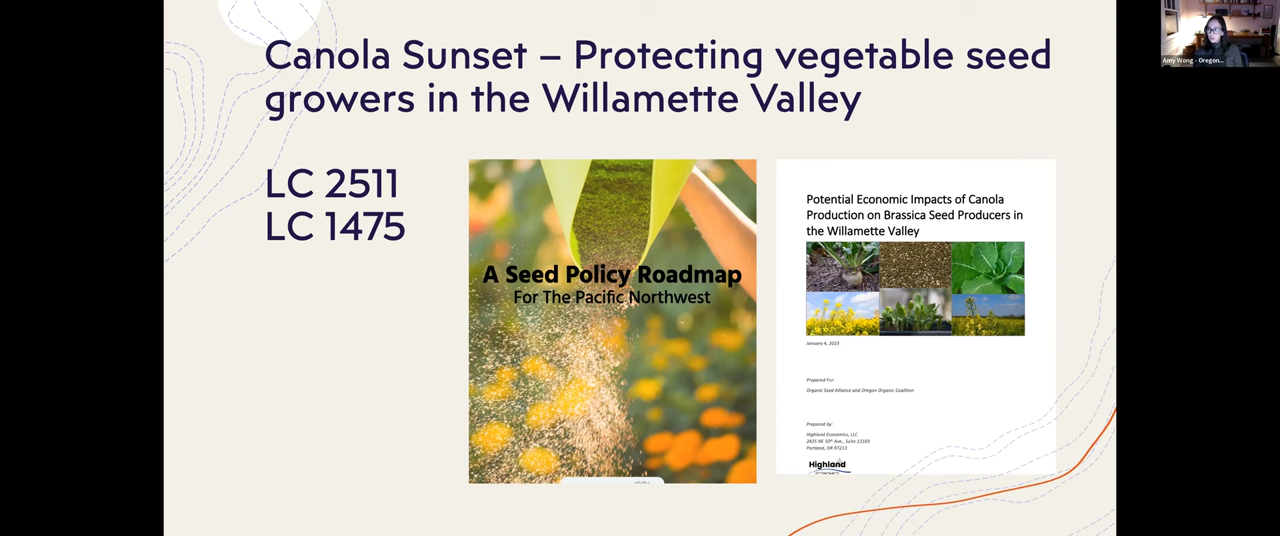 Canola Sunset – Protecting vegetable seed
growers in the Willamette Valley
LC 2511
LC 1475
A Seed Policy Roadmap
For The Pacific Northwest
Potential Economic Impacts of Canola
Production on Brassica Seed Producers in
the Willamette Valley
January 4, 2023
Prepared For:
Organic Seed Alliance and Oregon Organic Coalition
Prepared by:
Highland Economics, LLC
2425 NE 50th Ave., Suite 13103
Portland, OR 97213
Highland
ECONOMICS
Amy Wong - Oregon...